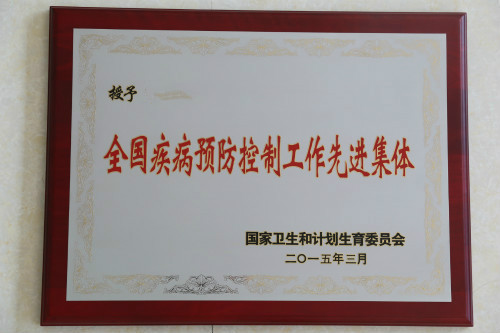 授予
全国疾病预防控制工作先进集体
国家卫生和计划生育委员会
二〇一五年三月